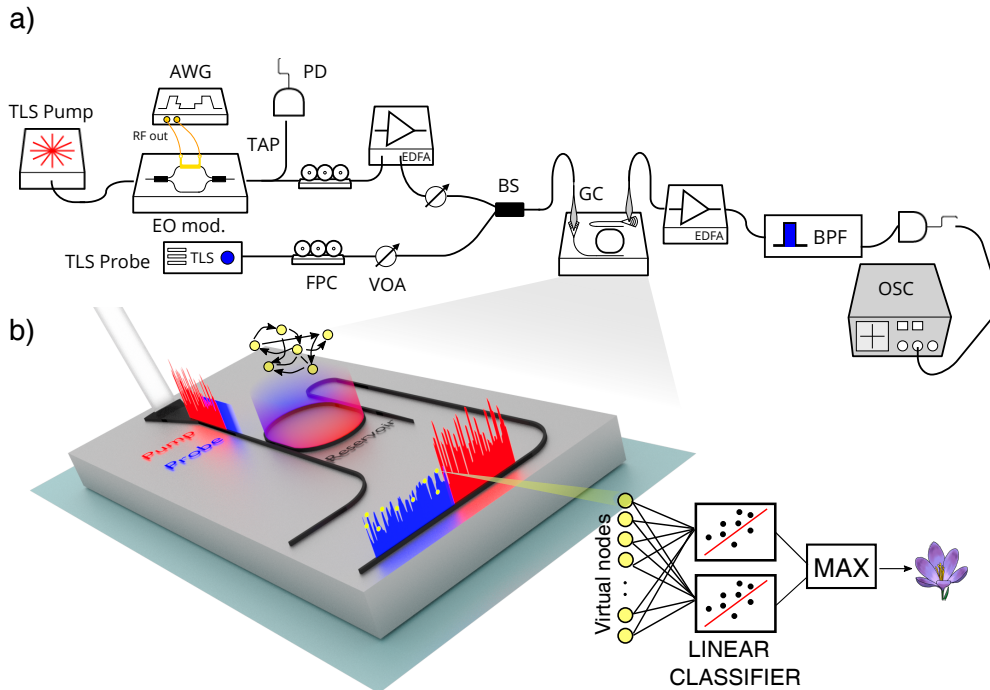 a)
AWG
PD
TLS Pump
RF out
TAP
EDFA
EO mod.
BS
GC
EDFA
BPF
TLS Probe
TLS
FPC
VOA
OSC
b)
Pump
Probe
Reservoir
Virtual nodes
MAX
LINEAR
CLASSIFIER